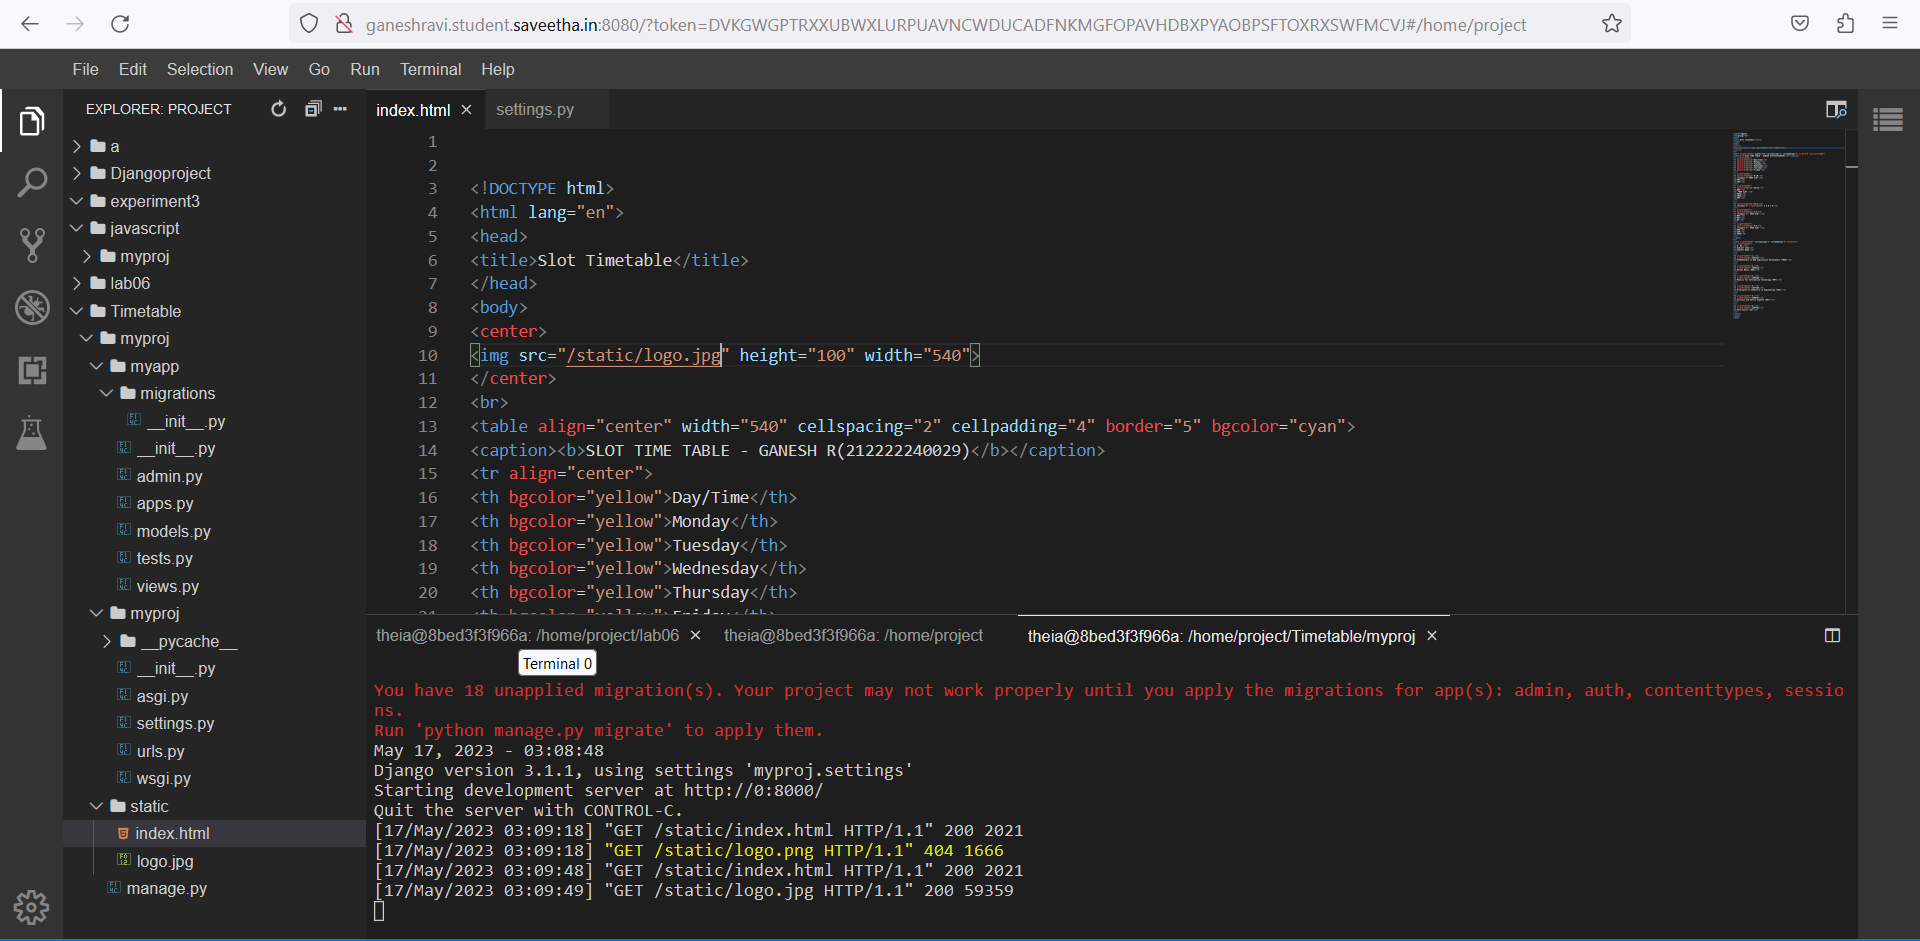 ganeshravi.student.saveetha.in:8080/?token=DVKGWGPTRXXUBWXLURPUAVNCWDUCADFNKMGFOPAVHDBXPYAOBPSFTOXRXSWFMCVJ#/home/project
File Edit Selection View Go Run Terminal Help
EXPLORER: PROJECT
a
Djangoproject
experiment3
javascript
myproj
lab06
Timetable
myproj
myapp
migrations
__init__.py
__init__.py
admin.py
apps.py
models.py
tests.py
views.py
myproj
__pycache__
__init__.py
asgi.py
settings.py
urls.py
wsgi.py
static
index.html
logo.jpg
manage.py
index.html settings.py
1
2
3 <!DOCTYPE html>
4 <html lang="en">
5 <head>
6 <title>Slot Timetable</title>
7 </head>
8 <body>
9 <center>
10 <img src="/static/logo.jpg" height="100" width="540">
11 </center>
12 <br>
13 <table align="center" width="540" cellspacing="2" cellpadding="4" border="5" bgcolor="cyan">
14 <caption><b>SLOT TIME TABLE - GANESH R(212222240029)</b></caption>
15 <tr align="center">
16 <th bgcolor="yellow">Day/Time</th>
17 <th bgcolor="yellow">Monday</th>
18 <th bgcolor="yellow">Tuesday</th>
19 <th bgcolor="yellow">Wednesday</th>
20 <th bgcolor="yellow">Thursday</th>
21 <th bgcolor="yellow">Friday</th>
theia@8bed3f3f966a: /home/project/lab06 theia@8bed3f3f966a: /home/project theia@8bed3f3f966a: /home/project/Timetable/myproj
Terminal 0
You have 18 unapplied migration(s). Your project may not work properly until you apply the migrations for app(s): admin, auth, contenttypes, sessio
ns.
Run 'python manage.py migrate' to apply them.
May 17, 2023 - 03:08:48
Django version 3.1.1, using settings 'myproj.settings'
Starting development server at http://0:8000/
Quit the server with CONTROL-C.
[17/May/2023 03:09:18] "GET /static/index.html HTTP/1.1" 200 2021
[17/May/2023 03:09:18] "GET /static/logo.png HTTP/1.1" 404 1666
[17/May/2023 03:09:48] "GET /static/index.html HTTP/1.1" 200 2021
[17/May/2023 03:09:49] "GET /static/logo.jpg HTTP/1.1" 200 59359